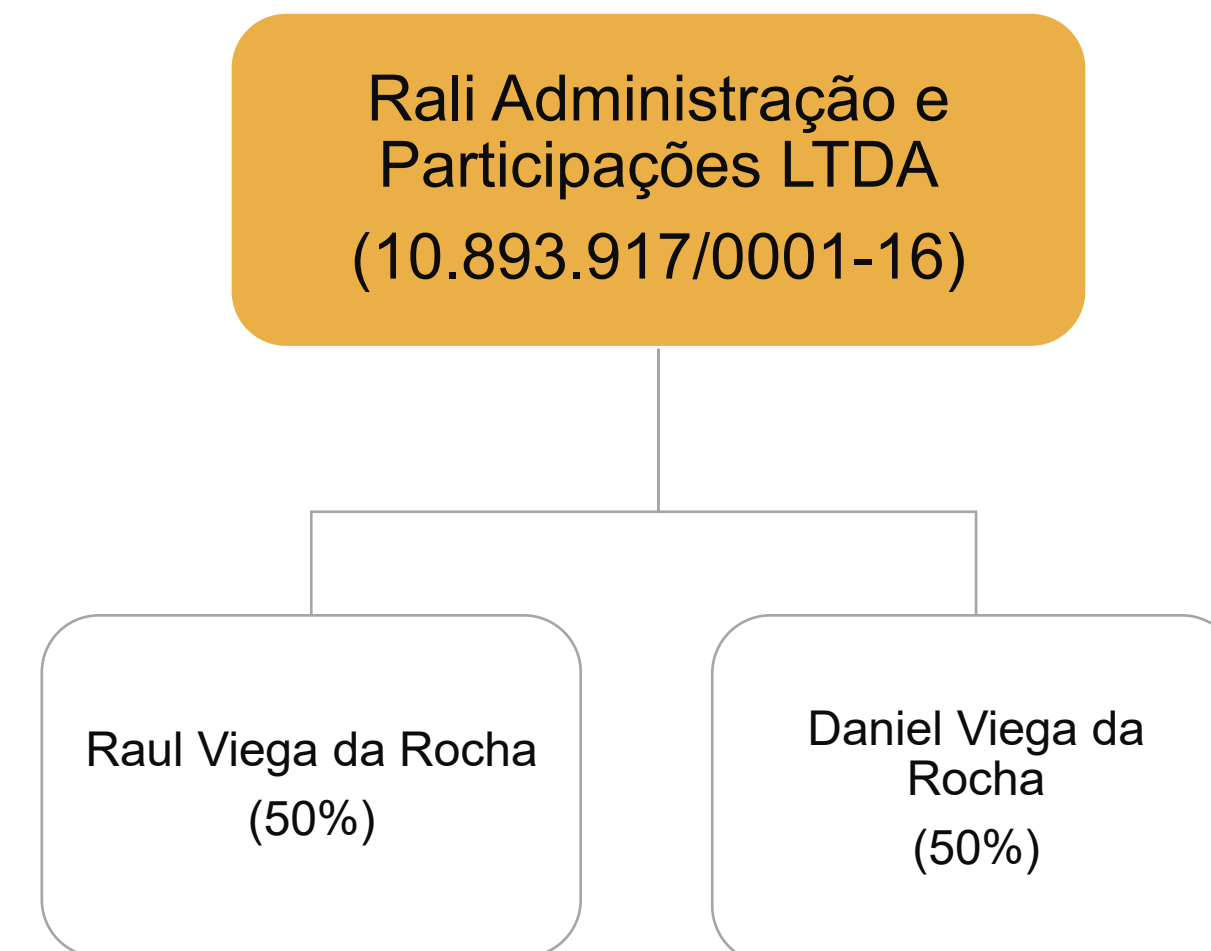 Rali Administração e
Participações LTDA
(10.893.917/0001-16)
Raul Viega da Rocha
(50%)
Daniel Viega da
Rocha
(50%)